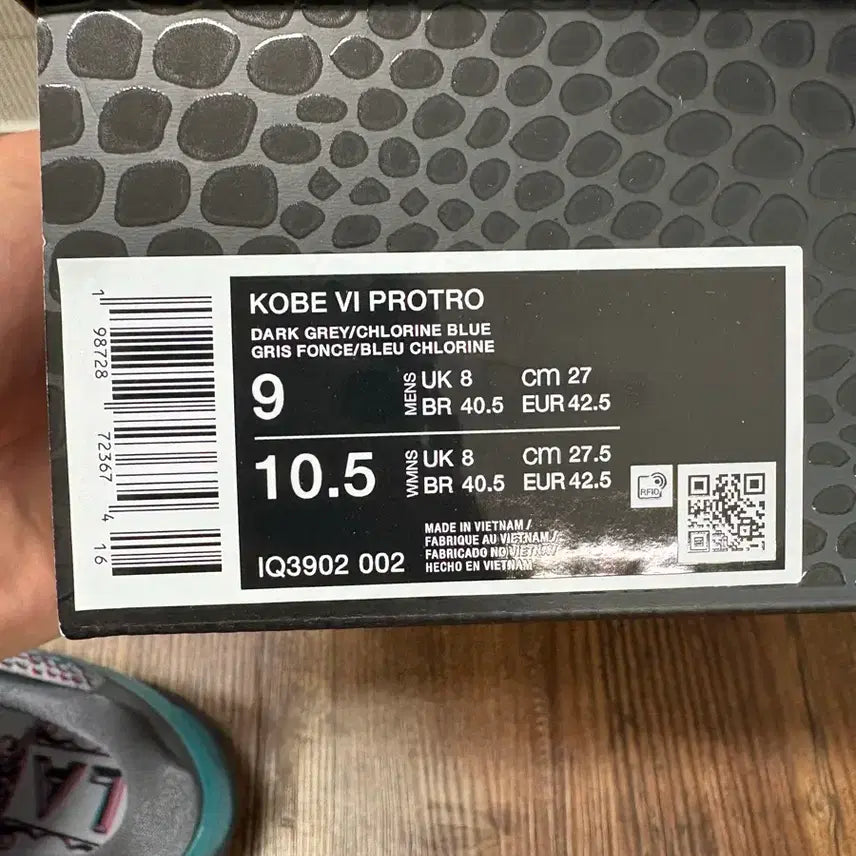 KOBE VI PROTRO
DARK GREY/CHLORINE BLUE
GRIS FONCE/BLEU CHLORINE
9 MENS UK 8 cm 27
BR 40.5 EUR 42.5
10.5 WMNS UK 8 cm 27.5
BR 40.5 EUR 42.5
RFID
MADE IN VIETNAM /
FABRIQUE AU VIETNAM /
FABRICADO NO VIETNA /
HECHO EN VIETNAM
IQ3902 002
1 98728 72367 4 16
LA